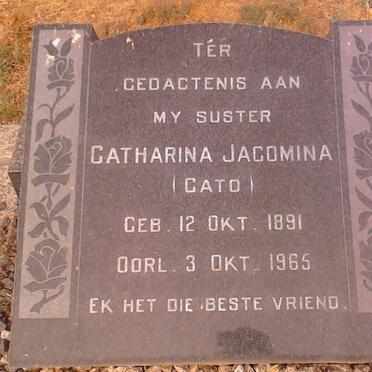 TÉR
GEDACTENIS AAN
MY SUSTER
CATHARINA JACOMINA
(CATO)
GEB. 12 OKT. 1891
OORL. 3 OKT. 1965
EK HET DIE BESTE VRIEND.